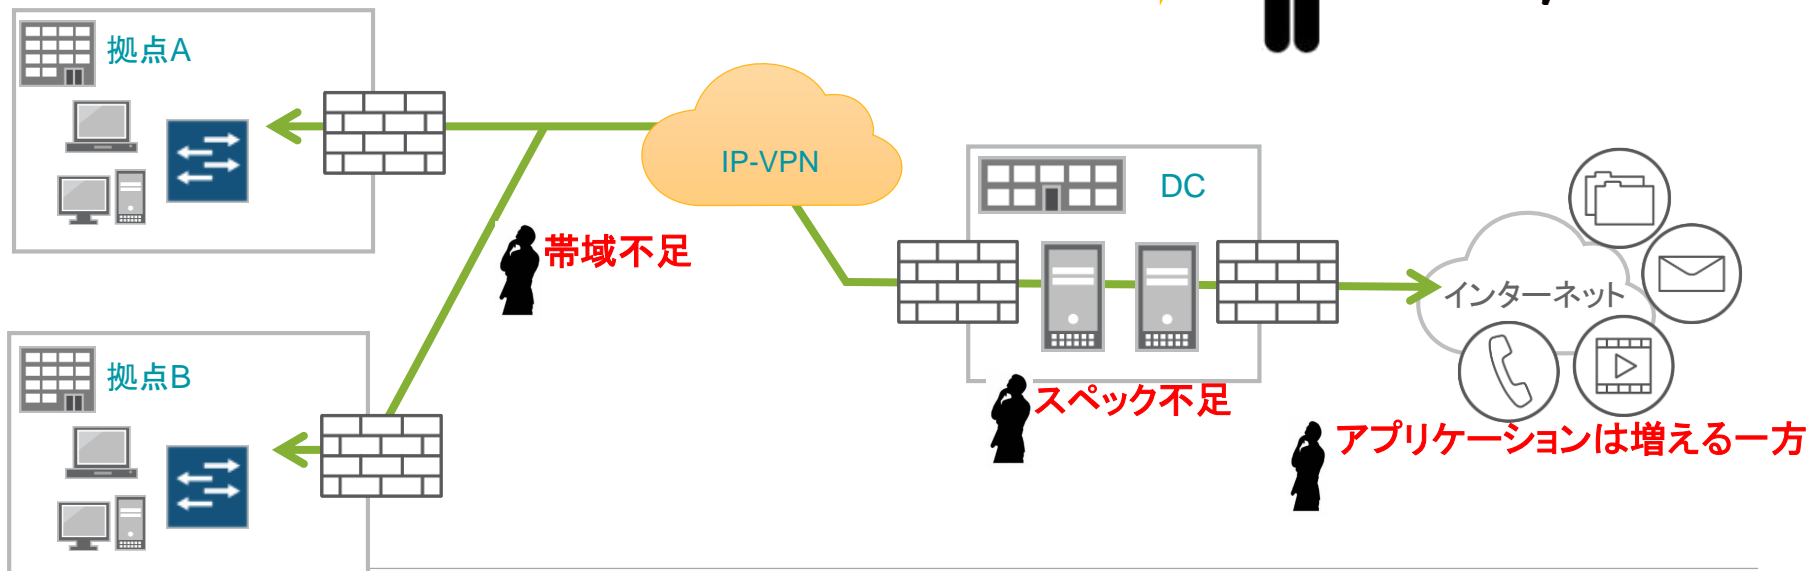 拠点A
IP-VPN
DC
帯域不足
インターネット
拠点B
スペック不足
アプリケーションは増える一方